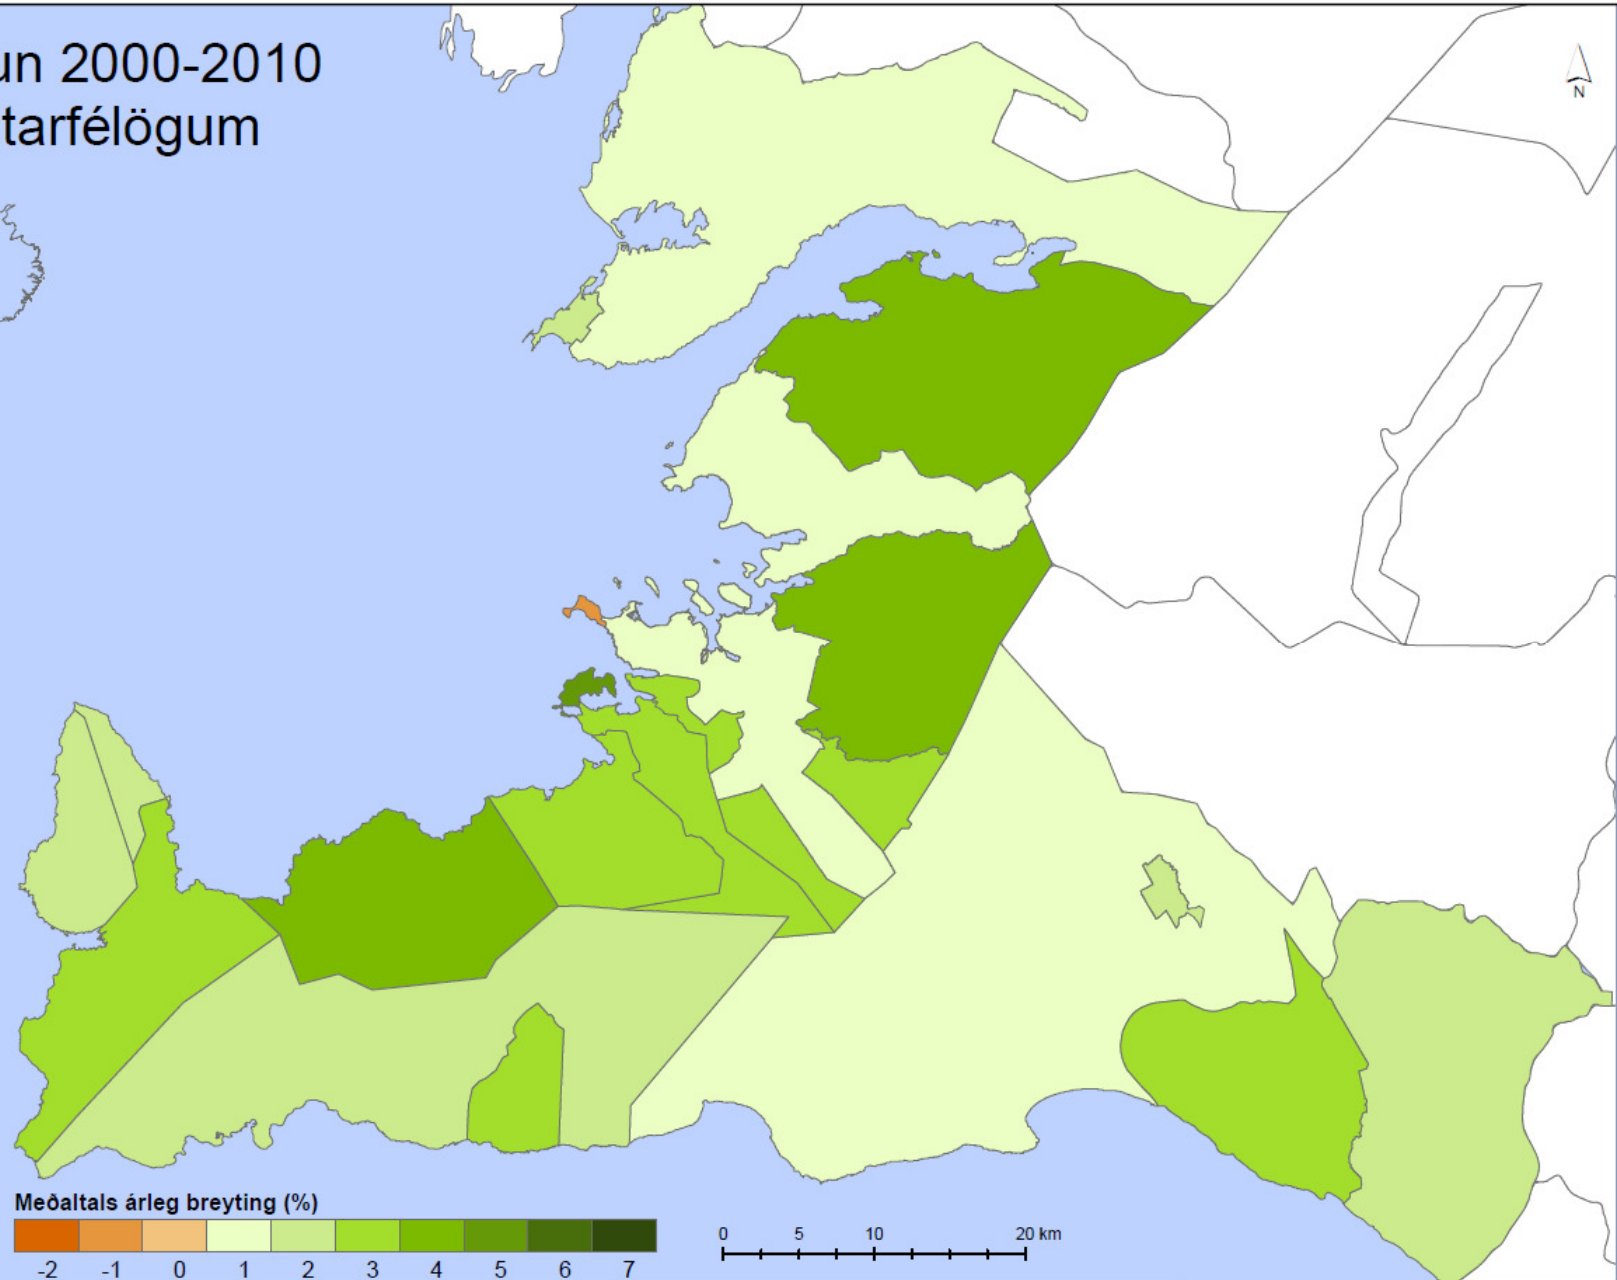 un 2000-2010
tarfélögum
N
Meðaltals árleg breyting (%)
-2 -1 0 1 2 3 4 5 6 7
0 5 10 20 km